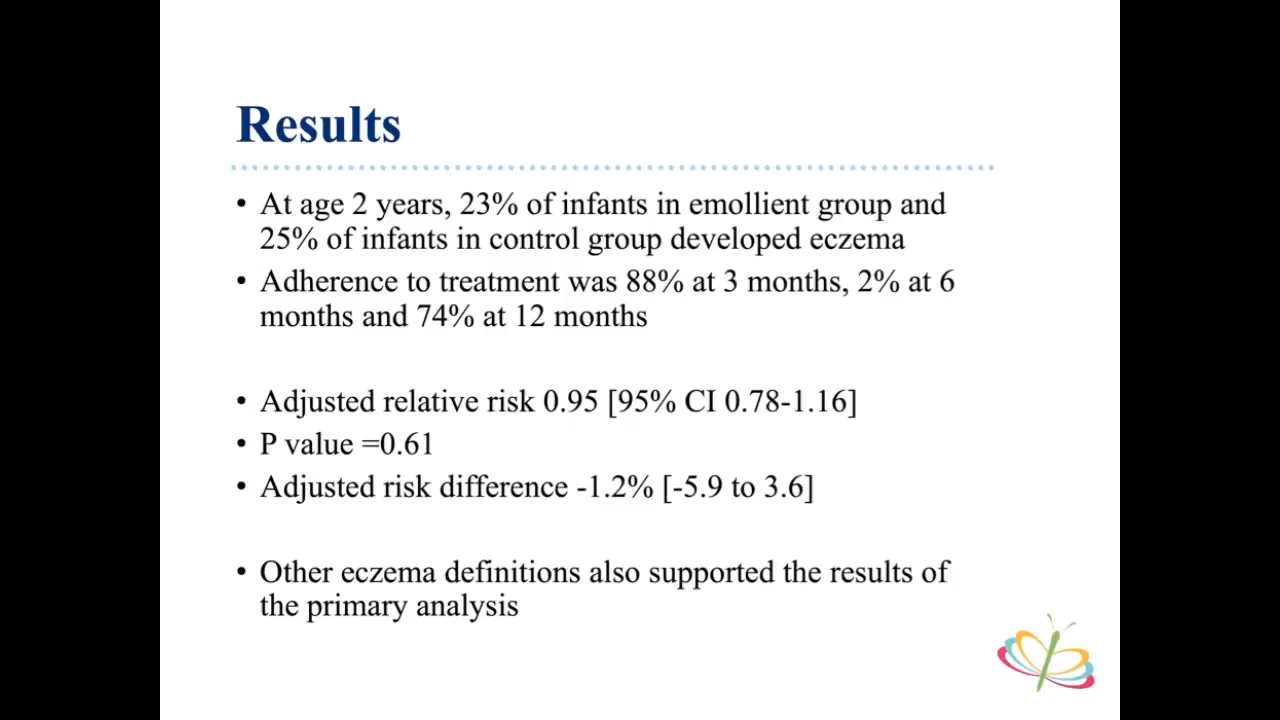 Results
• At age 2 years, 23% of infants in emollient group and
25% of infants in control group developed eczema
• Adherence to treatment was 88% at 3 months, 2% at 6
months and 74% at 12 months
• Adjusted relative risk 0.95 [95% CI 0.78-1.16]
• P value =0.61
• Adjusted risk difference -1.2% [-5.9 to 3.6]
• Other eczema definitions also supported the results of
the primary analysis